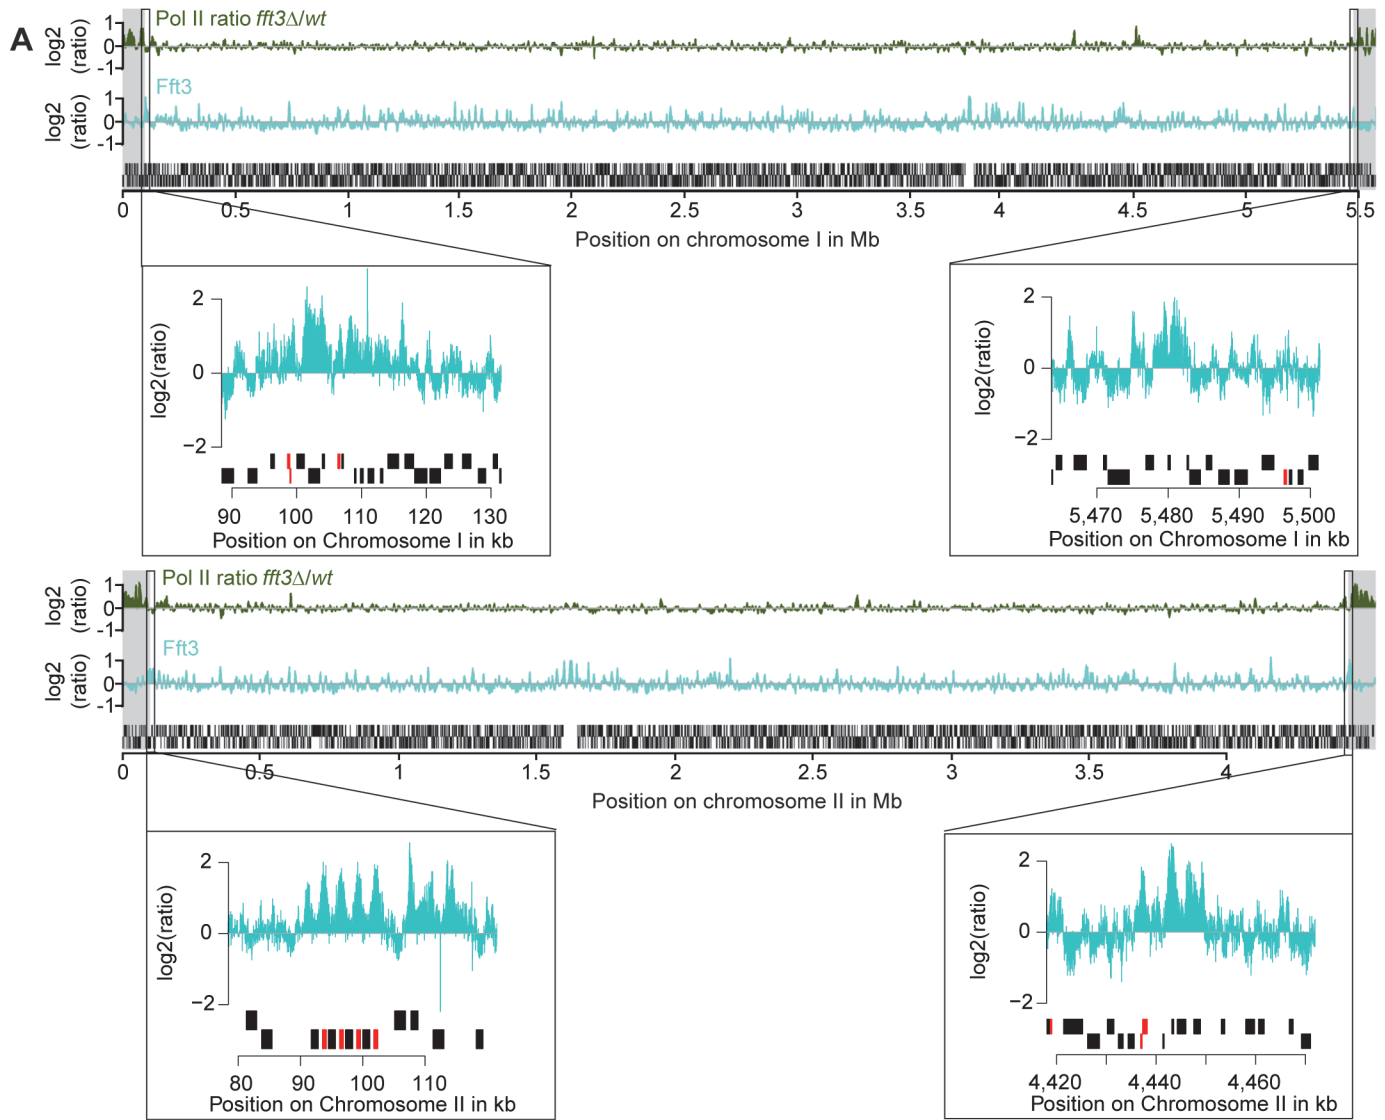 A
Pol II ratio fft3Δ/wt
log2 (ratio)
1
0
-1
Fft3
log2 (ratio)
1
0
-1
0 0.5 1 1.5 2 2.5 3 3.5 4 4.5 5 5.5
Position on chromosome I in Mb
log2(ratio)
2
0
−2
90 100 110 120 130
Position on Chromosome I in kb
log2(ratio)
2
0
−2
5,470 5,480 5,490 5,500
Position on Chromosome I in kb
Pol II ratio fft3Δ/wt
log2 (ratio)
1
0
-1
Fft3
log2 (ratio)
1
0
-1
0 0.5 1 1.5 2 2.5 3 3.5 4
Position on chromosome II in Mb
log2(ratio)
2
0
−2
80 90 100 110
Position on Chromosome II in kb
log2(ratio)
2
0
−2
4,420 4,440 4,460
Position on Chromosome II in kb